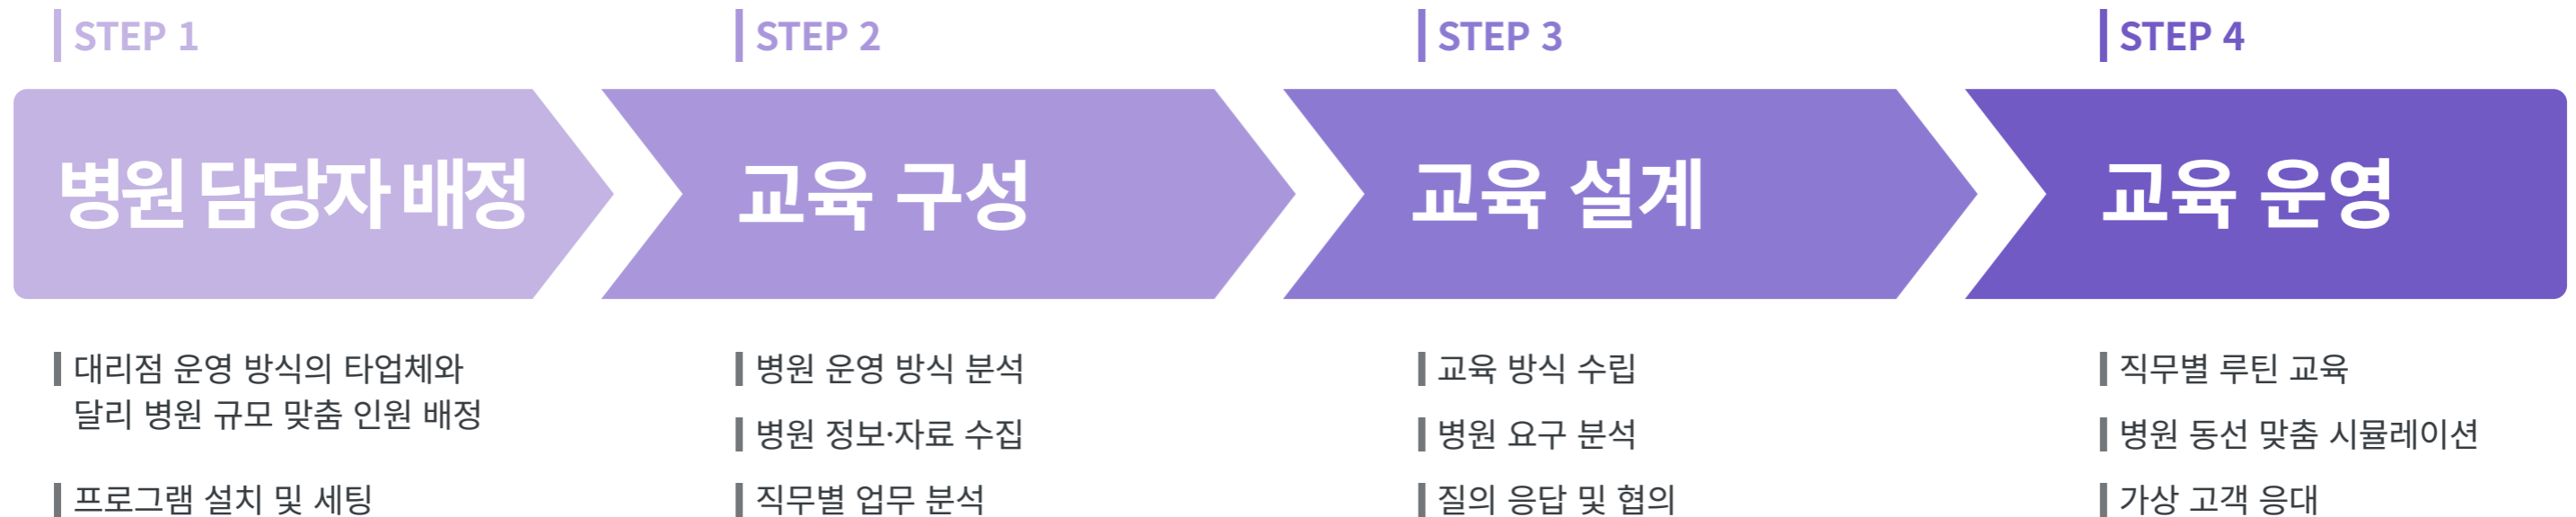 STEP 1
병원 담당자 배정
대리점 운영 방식의 타업체와
달리 병원 규모 맞춤 인원 배정
프로그램 설치 및 세팅
STEP 2
교육 구성
병원 운영 방식 분석
병원 정보·자료 수집
직무별 업무 분석
STEP 3
교육 설계
교육 방식 수립
병원 요구 분석
질의 응답 및 협의
STEP 4
교육 운영
직무별 루틴 교육
병원 동선 맞춤 시뮬레이션
가상 고객 응대